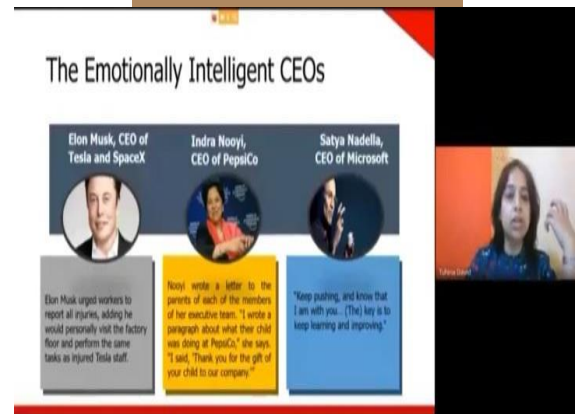 The Emotionally Intelligent CEOs
Elon Musk, CEO of
Tesla and SpaceX
Indra Nooyi,
CEO of PepsiCo
Satya Nadella,
CEO of Microsoft
Elon Musk urged workers to
report all injuries, adding he
would personally visit the factory
floor and perform the same
tasks as injured Tesla staff.
Nooyi wrote a letter to the
parents of each of the members
of her executive team. "I wrote a
paragraph about what their child
was doing at PepsiCo," she says.
"I said, 'Thank you for the gift of
your child to our company.'"
"Keep pushing, and know that
I am with you... (The) key is to
keep learning and improving."
Tuhina David